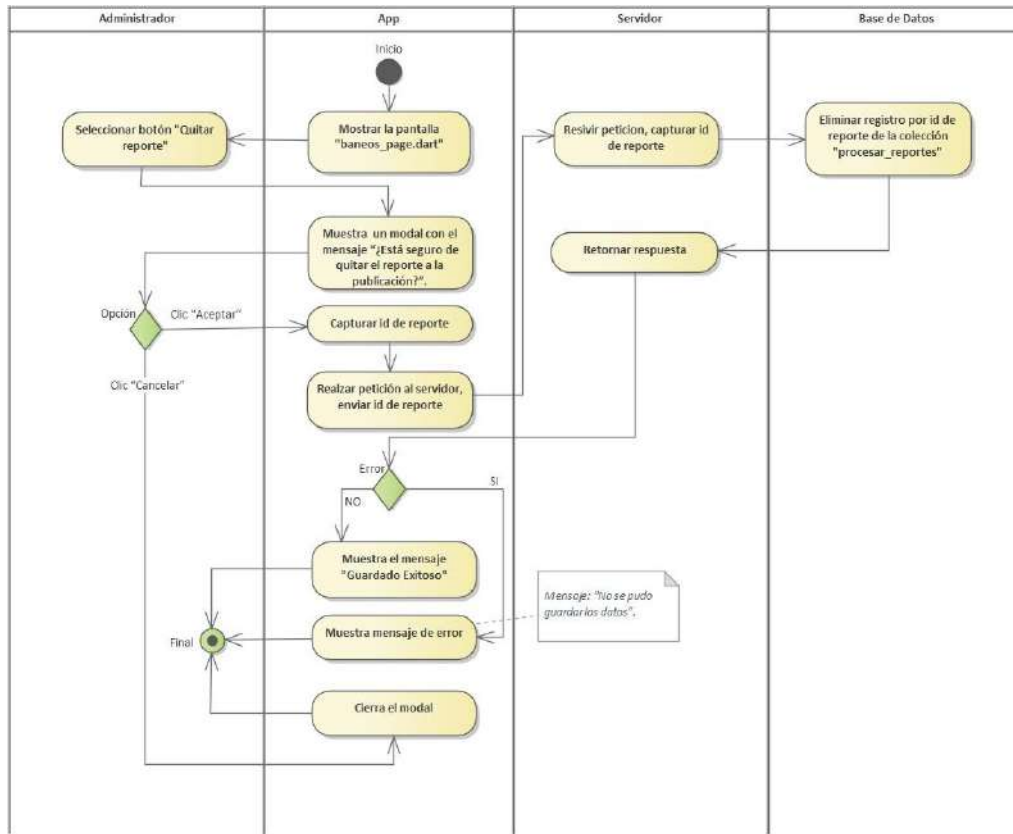 Administrador
App
Servidor
Base de Datos
Inicio
Seleccionar botón "Quitar
reporte"
Mostrar la pantalla
"baneos_page.dart"
Resivir peticion, capturar id
de reporte
Eliminar registro por id de
reporte de la colección
"procesar_reportes"
Muestra un modal con el
mensaje "¿Está seguro de
quitar el reporte a la
publicación?".
Retornar respuesta
Opción
Clic "Aceptar"
Capturar id de reporte
Clic "Cancelar"
Realzar petición al servidor,
enviar id de reporte
Error
SI
NO
Muestra el mensaje
"Guardado Exitoso"
Mensaje: "No se pudo
guardar los datos".
Muestra mensaje de error
Final
Cierra el modal